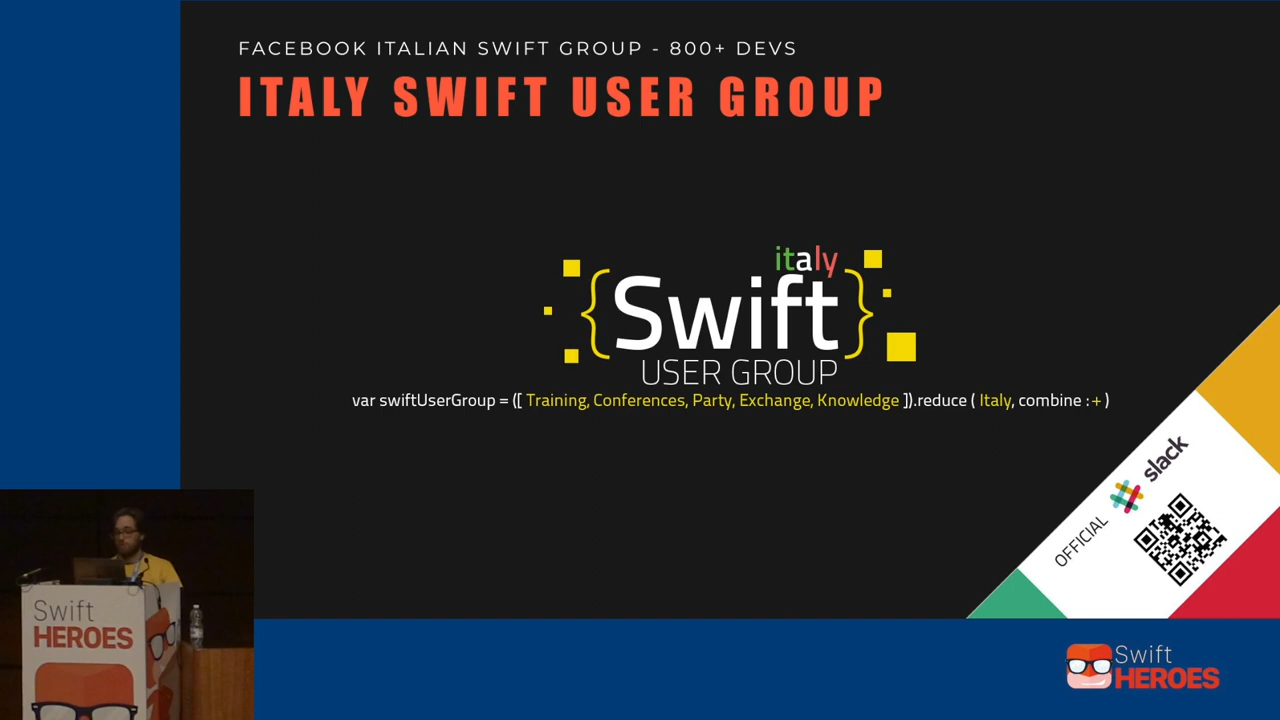 FACEBOOK ITALIAN SWIFT GROUP - 800+ DEVS
ITALY SWIFT USER GROUP
italy
{Swift}
USER GROUP
var swiftUserGroup = ([ Training, Conferences, Party, Exchange, Knowledge ]).reduce ( Italy, combine :+ )
OFFICIAL
slack
Swift
HEROES
Swift
HEROES